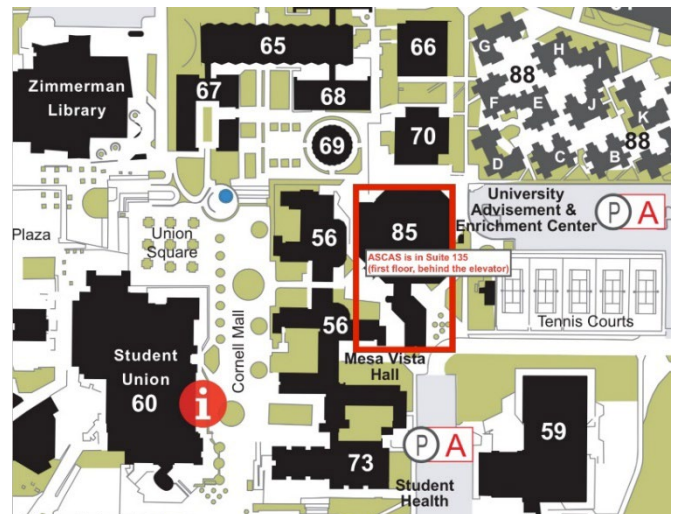 65
66
G
H
I
88
Zimmerman
Library
67
68
F
E
J
K
69
70
88
D
C
B
University
Advisement &
Enrichment Center
P A
56
85
Plaza
Union
Square
ASCAS is in Suite 135
(first floor, behind the elevator)
Cornell Mall
56
Tennis Courts
Student
Union
60
i
Mesa Vista
Hall
P A
59
73
Student
Health